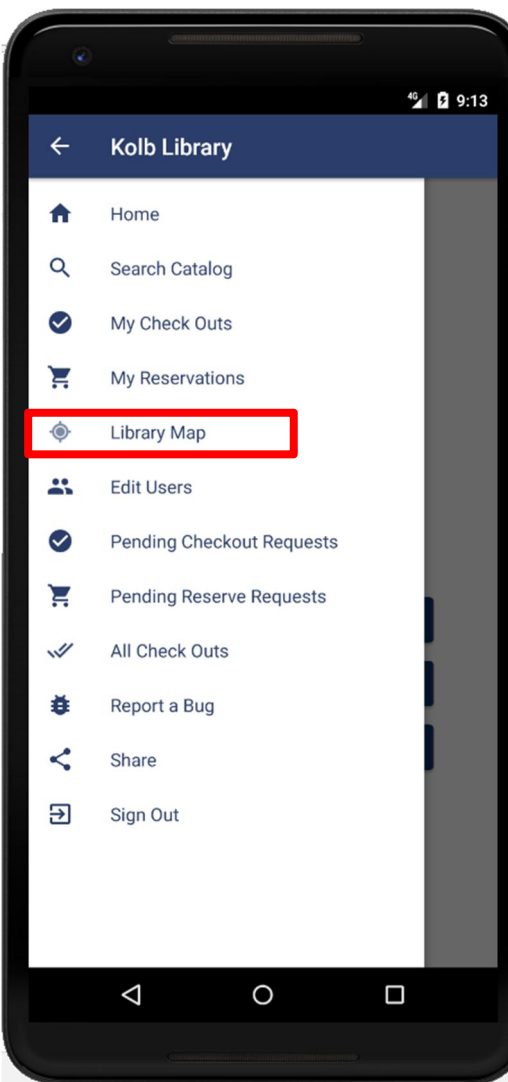 4G 9:13
Kolb Library
Home
Search Catalog
My Check Outs
My Reservations
Library Map
Edit Users
Pending Checkout Requests
Pending Reserve Requests
All Check Outs
Report a Bug
Share
Sign Out